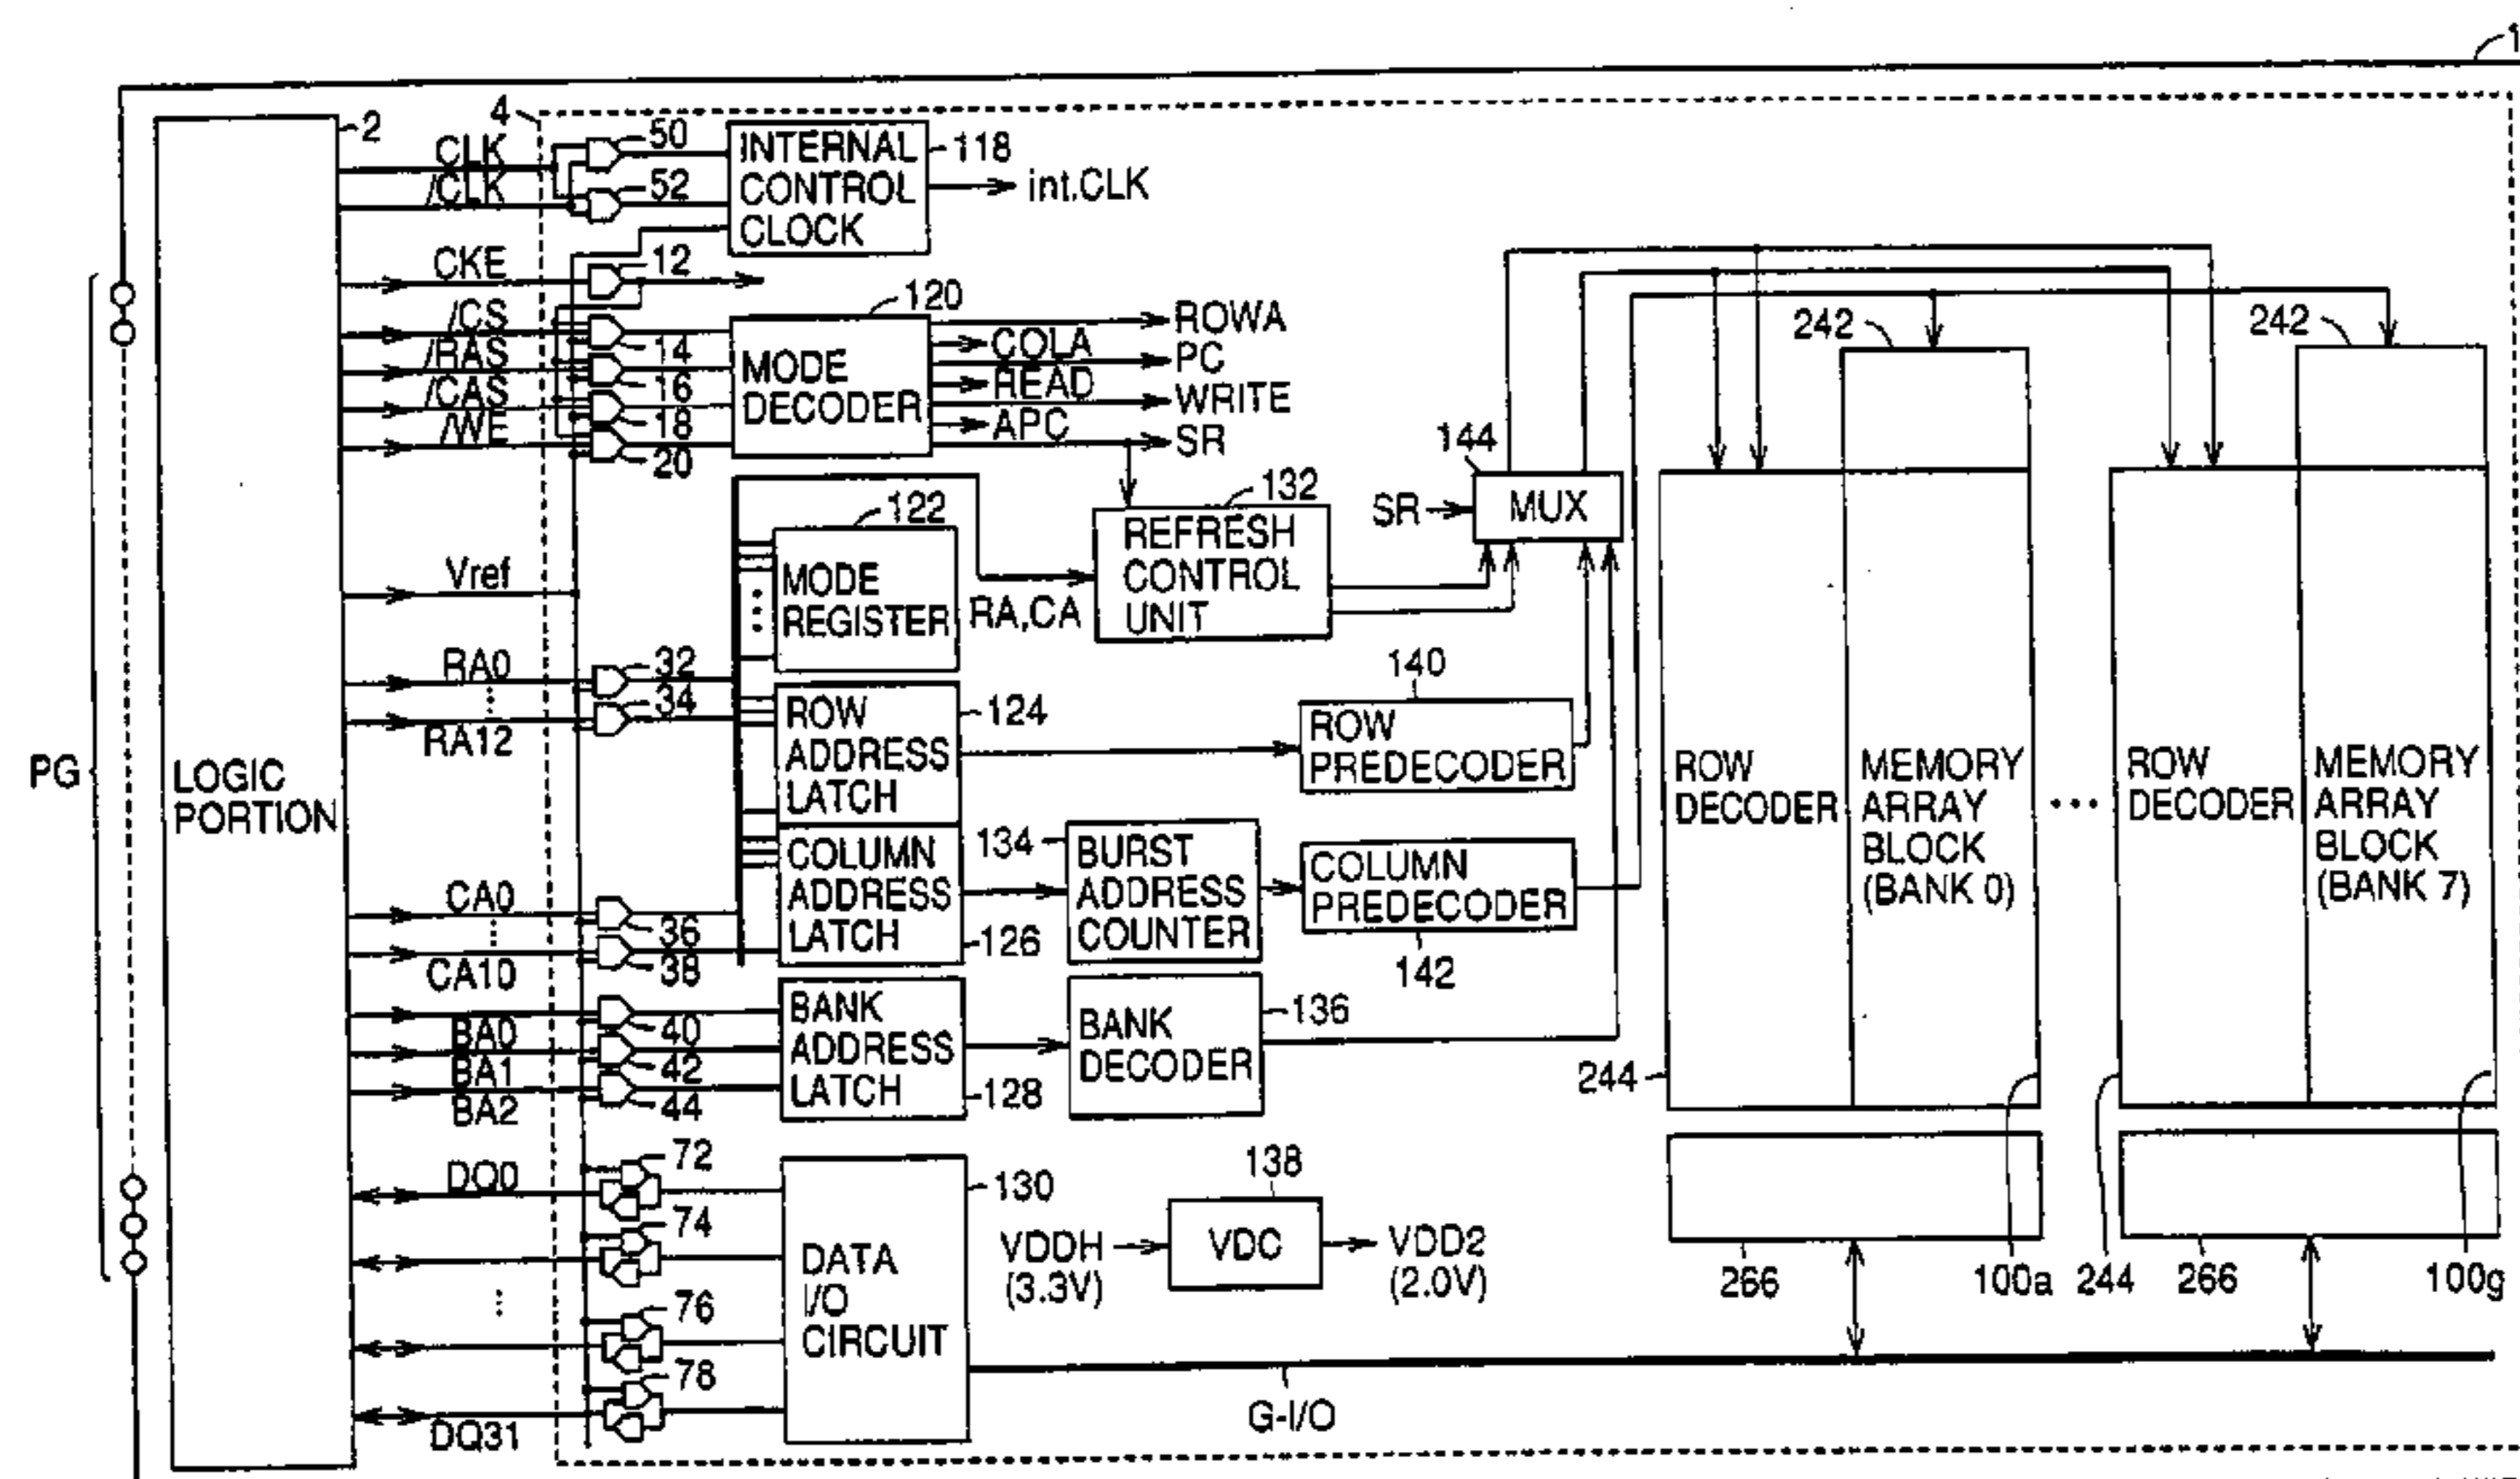 1
2
4
CLK
/CLK
50
52
INTERNAL
CONTROL
CLOCK
118
int.CLK
CKE
12
/CS
/RAS
/CAS
/WE
14
16
18
20
120
MODE
DECODER
ROWA
COLA
PC
READ
WRITE
APC
SR
242
242
144
SR
MUX
122
MODE
REGISTER
RA,CA
132
REFRESH
CONTROL
UNIT
Vref
RA0
RA12
32
34
ROW
ADDRESS
LATCH
124
140
ROW
PREDECODER
PG
LOGIC
PORTION
ROW
DECODER
MEMORY
ARRAY
BLOCK
(BANK 0)
...
ROW
DECODER
MEMORY
ARRAY
BLOCK
(BANK 7)
CA0
CA10
36
38
COLUMN
ADDRESS
LATCH
126
134
BURST
ADDRESS
COUNTER
COLUMN
PREDECODER
142
BA0
BA1
BA2
40
42
44
BANK
ADDRESS
LATCH
128
BANK
DECODER
136
244
DQ0
DQ31
72
74
76
78
DATA
I/O
CIRCUIT
130
138
VDDH
(3.3V)
VDC
VDD2
(2.0V)
266
100a
244
266
100g
G-I/O